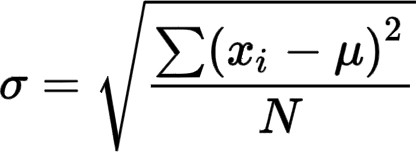 σ = √(∑(xᵢ − μ)² / N)